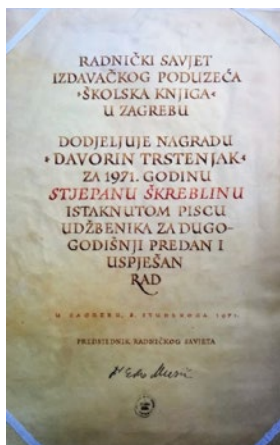 RADNIČKI SAVJET
IZDAVAČKOG PODUZEĆA
•ŠKOLSKA KNJIGA•
U ZAGREBU
DODJELJUJE NAGRADU
•DAVORIN TRSTENJAK•
ZA 1971. GODINU
STJEPANU ŠKREBLINU
ISTAKNUTOM PISCU
UDŽBENIKA ZA DUGO-
GODIŠNJI PREDAN I
USPJEŠAN
RAD
U ZAGREBU, 8. STUDENOGA 1971.
PREDSJEDNIK RADNIČKOG SAVJETA